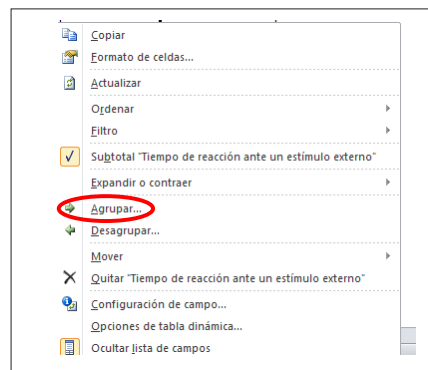 Copiar
Formato de celdas...
Actualizar
Ordenar
Filtro
Subtotal "Tiempo de reacción ante un estímulo externo"
Expandir o contraer
Agrupar...
Desagrupar...
Mover
Quitar "Tiempo de reacción ante un estímulo externo"
Configuración de campo...
Opciones de tabla dinámica...
Ocultar lista de campos